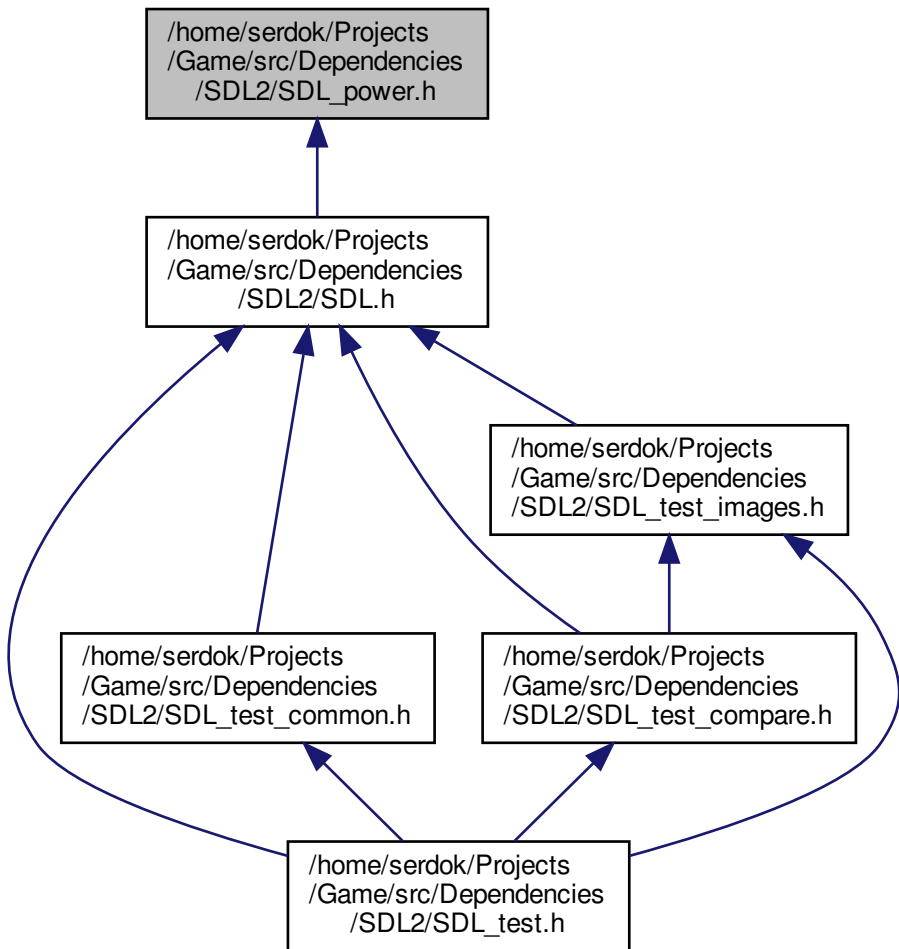 /home/serdok/Projects
/Game/src/Dependencies
/SDL2/SDL_power.h
/home/serdok/Projects
/Game/src/Dependencies
/SDL2/SDL.h
/home/serdok/Projects
/Game/src/Dependencies
/SDL2/SDL_test_images.h
/home/serdok/Projects
/Game/src/Dependencies
/SDL2/SDL_test_common.h
/home/serdok/Projects
/Game/src/Dependencies
/SDL2/SDL_test_compare.h
/home/serdok/Projects
/Game/src/Dependencies
/SDL2/SDL_test.h